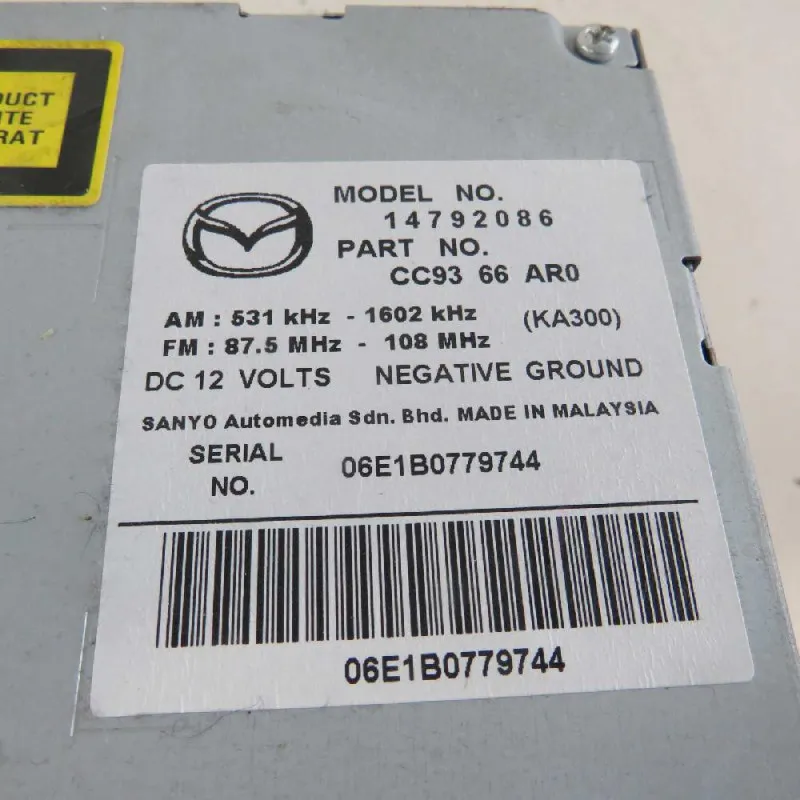 DUCT
ITE
RAT
MODEL NO.
14792086
PART NO.
CC93 66 AR0
AM : 531 kHz - 1602 kHz (KA300)
FM : 87.5 MHz - 108 MHz
DC 12 VOLTS NEGATIVE GROUND
SANYO Automedia Sdn. Bhd. MADE IN MALAYSIA
SERIAL
NO. 06E1B0779744
06E1B0779744